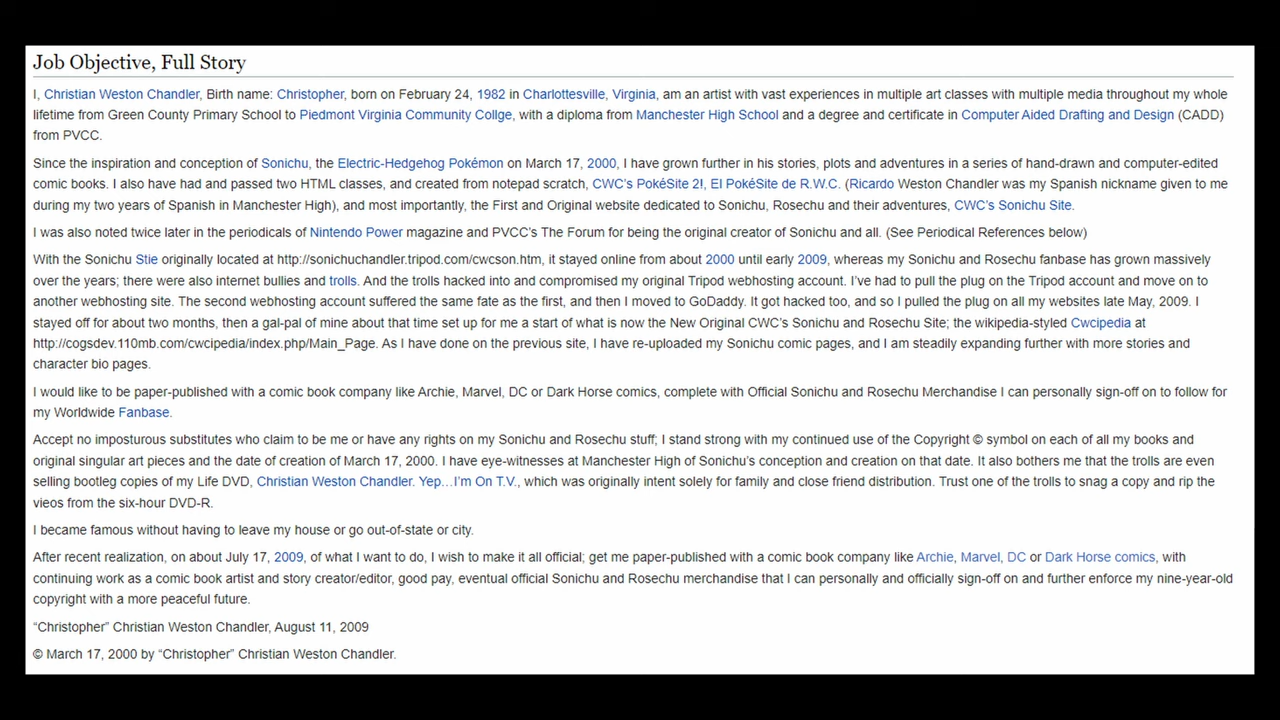 Job Objective, Full Story
I, Christian Weston Chandler, Birth name: Christopher, born on February 24, 1982 in Charlottesville, Virginia, am an artist with vast experiences in multiple art classes with multiple media throughout my whole
lifetime from Green County Primary School to Piedmont Virginia Community Collge, with a diploma from Manchester High School and a degree and certificate in Computer Aided Drafting and Design (CADD)
from PVCC.
Since the inspiration and conception of Sonichu, the Electric-Hedgehog Pokémon on March 17, 2000, I have grown further in his stories, plots and adventures in a series of hand-drawn and computer-edited
comic books. I also have had and passed two HTML classes, and created from notepad scratch, CWC's PokéSite 2!, El PokéSite de R.W.C. (Ricardo Weston Chandler was my Spanish nickname given to me
during my two years of Spanish in Manchester High), and most importantly, the First and Original website dedicated to Sonichu, Rosechu and their adventures, CWC's Sonichu Site.
I was also noted twice later in the periodicals of Nintendo Power magazine and PVCC's The Forum for being the original creator of Sonichu and all. (See Periodical References below)
With the Sonichu Stie originally located at http://sonichuchandler.tripod.com/cwcson.htm, it stayed online from about 2000 until early 2009, whereas my Sonichu and Rosechu fanbase has grown massively
over the years; there were also internet bullies and trolls. And the trolls hacked into and compromised my original Tripod webhosting account. I've had to pull the plug on the Tripod account and move on to
another webhosting site. The second webhosting account suffered the same fate as the first, and then I moved to GoDaddy. It got hacked too, and so I pulled the plug on all my websites late May, 2009. I
stayed off for about two months, then a gal-pal of mine about that time set up for me a start of what is now the New Original CWC's Sonichu and Rosechu Site; the wikipedia-styled Cwcipedia at
http://cogsdev.110mb.com/cwcipedia/index.php/Main_Page. As I have done on the previous site, I have re-uploaded my Sonichu comic pages, and I am steadily expanding further with more stories and
character bio pages.
I would like to be paper-published with a comic book company like Archie, Marvel, DC or Dark Horse comics, complete with Official Sonichu and Rosechu Merchandise I can personally sign-off on to follow for
my Worldwide Fanbase.
Accept no imposturous substitutes who claim to be me or have any rights on my Sonichu and Rosechu stuff; I stand strong with my continued use of the Copyright © symbol on each of all my books and
original singular art pieces and the date of creation of March 17, 2000. I have eye-witnesses at Manchester High of Sonichu's conception and creation on that date. It also bothers me that the trolls are even
selling bootleg copies of my Life DVD, Christian Weston Chandler. Yep…I'm On T.V., which was originally intent solely for family and close friend distribution. Trust one of the trolls to snag a copy and rip the
vieos from the six-hour DVD-R.
I became famous without having to leave my house or go out-of-state or city.
After recent realization, on about July 17, 2009, of what I want to do, I wish to make it all official; get me paper-published with a comic book company like Archie, Marvel, DC or Dark Horse comics, with
continuing work as a comic book artist and story creator/editor, good pay, eventual official Sonichu and Rosechu merchandise that I can personally and officially sign-off on and further enforce my nine-year-old
copyright with a more peaceful future.
“Christopher” Christian Weston Chandler, August 11, 2009
© March 17, 2000 by “Christopher” Christian Weston Chandler.